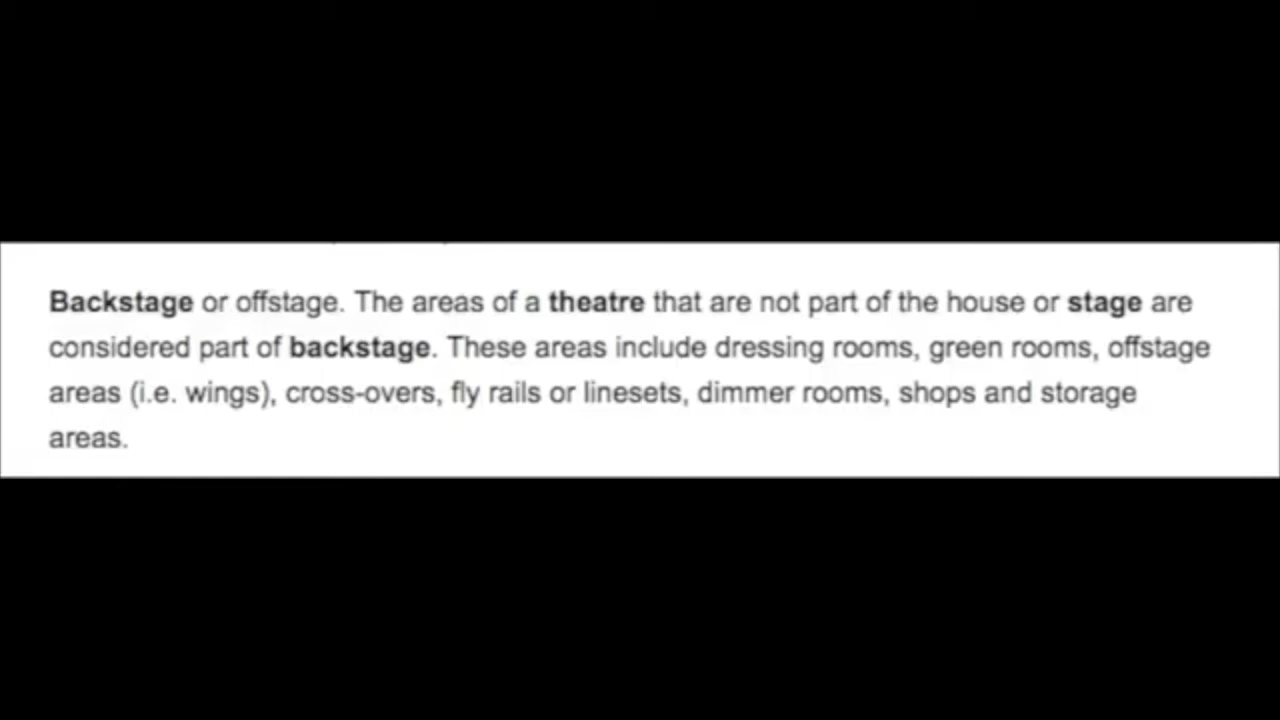 Backstage or offstage. The areas of a theatre that are not part of the house or stage are
considered part of backstage. These areas include dressing rooms, green rooms, offstage
areas (i.e. wings), cross-overs, fly rails or linesets, dimmer rooms, shops and storage
areas.